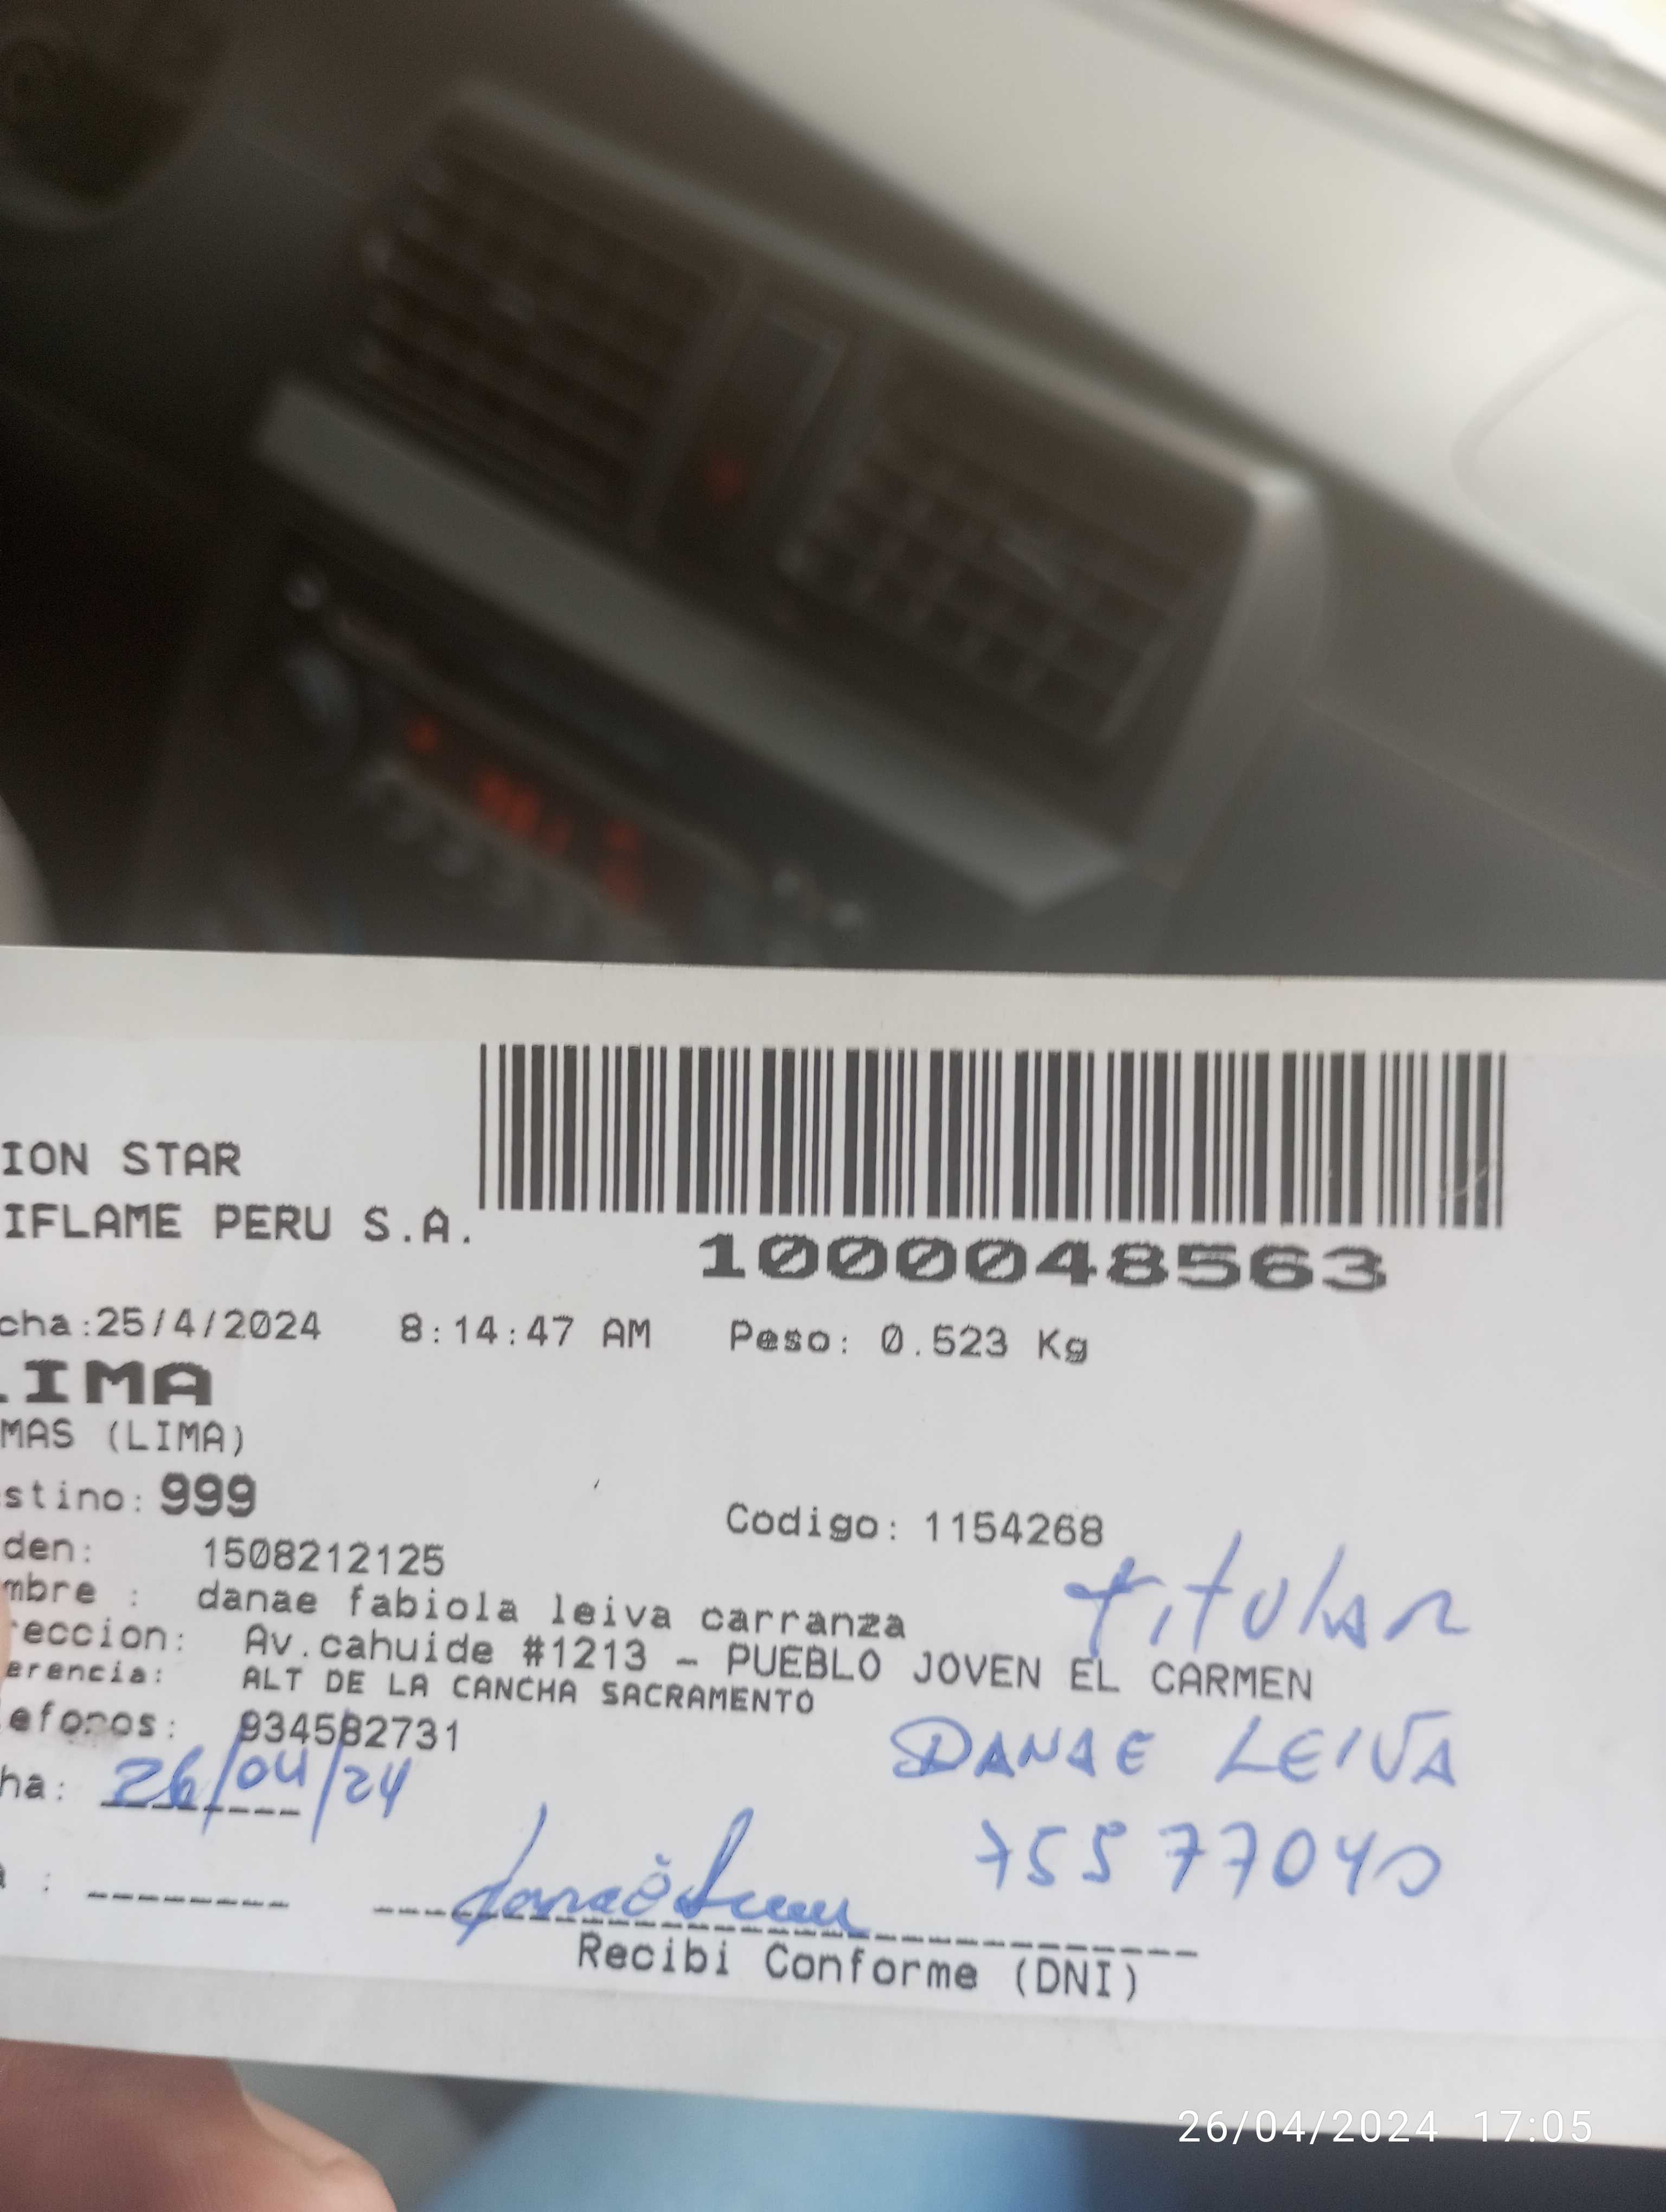 ION STAR
IFLAME PERU S.A.
1000048563
cha:25/4/2024 8:14:47 AM Peso: 0.523 Kg
IMA
MAS (LIMA)
stino: 999
Codigo: 1154268
den: 1508212125
titular
mbre : danae fabiola leiva carranza
reccion: Av.cahuide #1213 - PUEBLO JOVEN EL CARMEN
erencia: ALT DE LA CANCHA SACRAMENTO
efonos: 934582731
DANAE LEIVA
ha: 26/04/24
75577040
Recibi Conforme (DNI)
26/04/2024 17:05